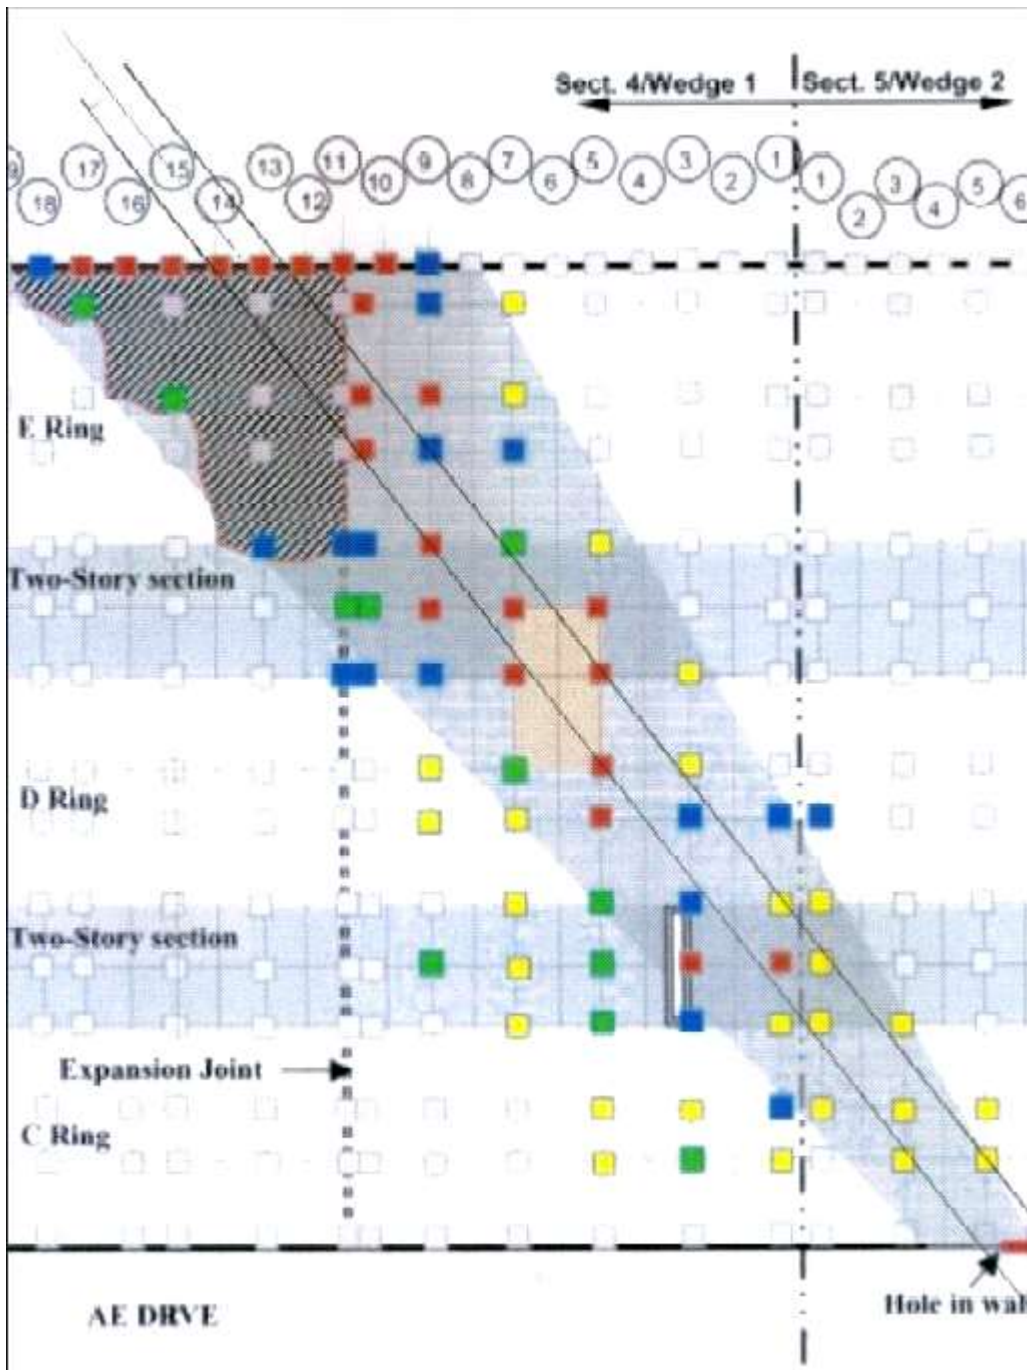 Sect. 4/Wedge 1 Sect. 5/Wedge 2
17 15 13 11 9 7 5 3 1 1 3 5
18 16 14 12 10 8 6 4 2 2 4 6
E Ring
Two-Story section
D Ring
Two-Story section
Expansion Joint
C Ring
Hole in wall
AE DRVE